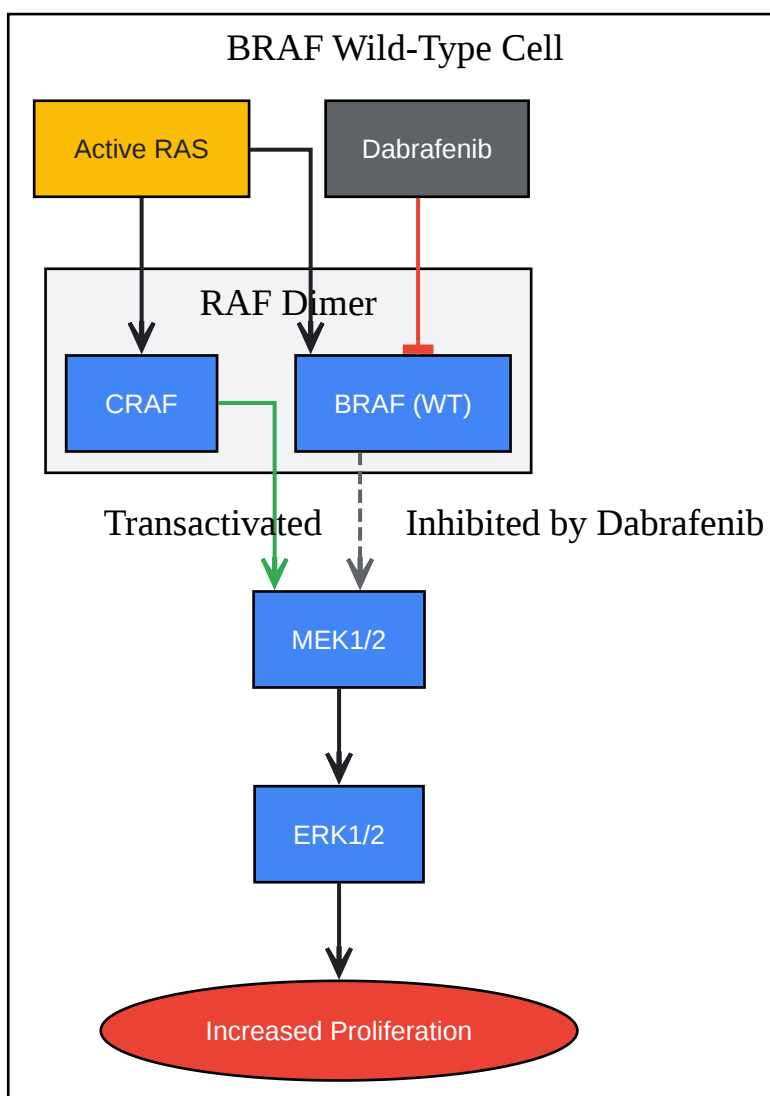 BRAF Wild-Type Cell
Active RAS
Dabrafenib
RAF Dimer
CRAF
BRAF (WT)
Transactivated
Inhibited by Dabrafenib
MEK1/2
ERK1/2
Increased Proliferation